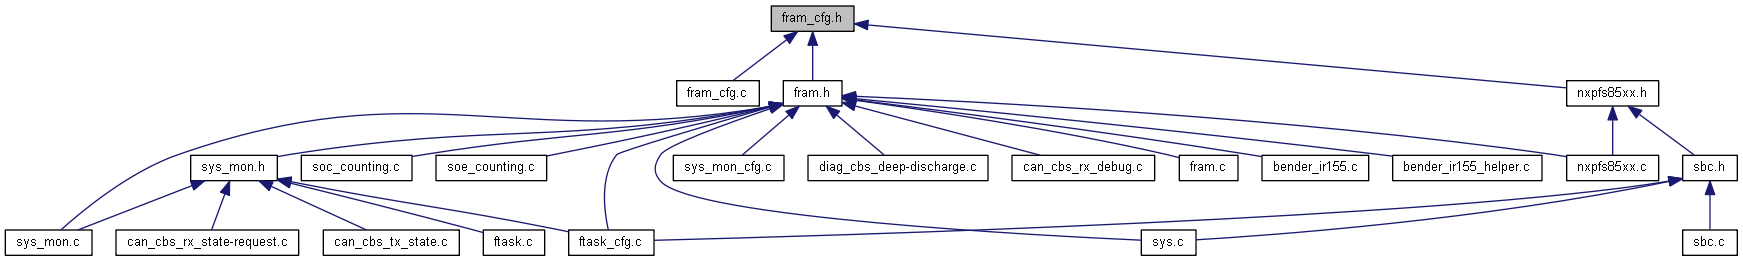 fram_cfg.h
fram_cfg.c
fram.h
nxpfs85xx.h
sys_mon.h
soc_counting.c
soe_counting.c
sys_mon_cfg.c
diag_cbs_deep-discharge.c
can_cbs_rx_debug.c
fram.c
bender_ir155.c
bender_ir155_helper.c
nxpfs85xx.c
sbc.h
sys_mon.c
can_cbs_rx_state-request.c
can_cbs_tx_state.c
ftask.c
ftask_cfg.c
sys.c
sbc.c